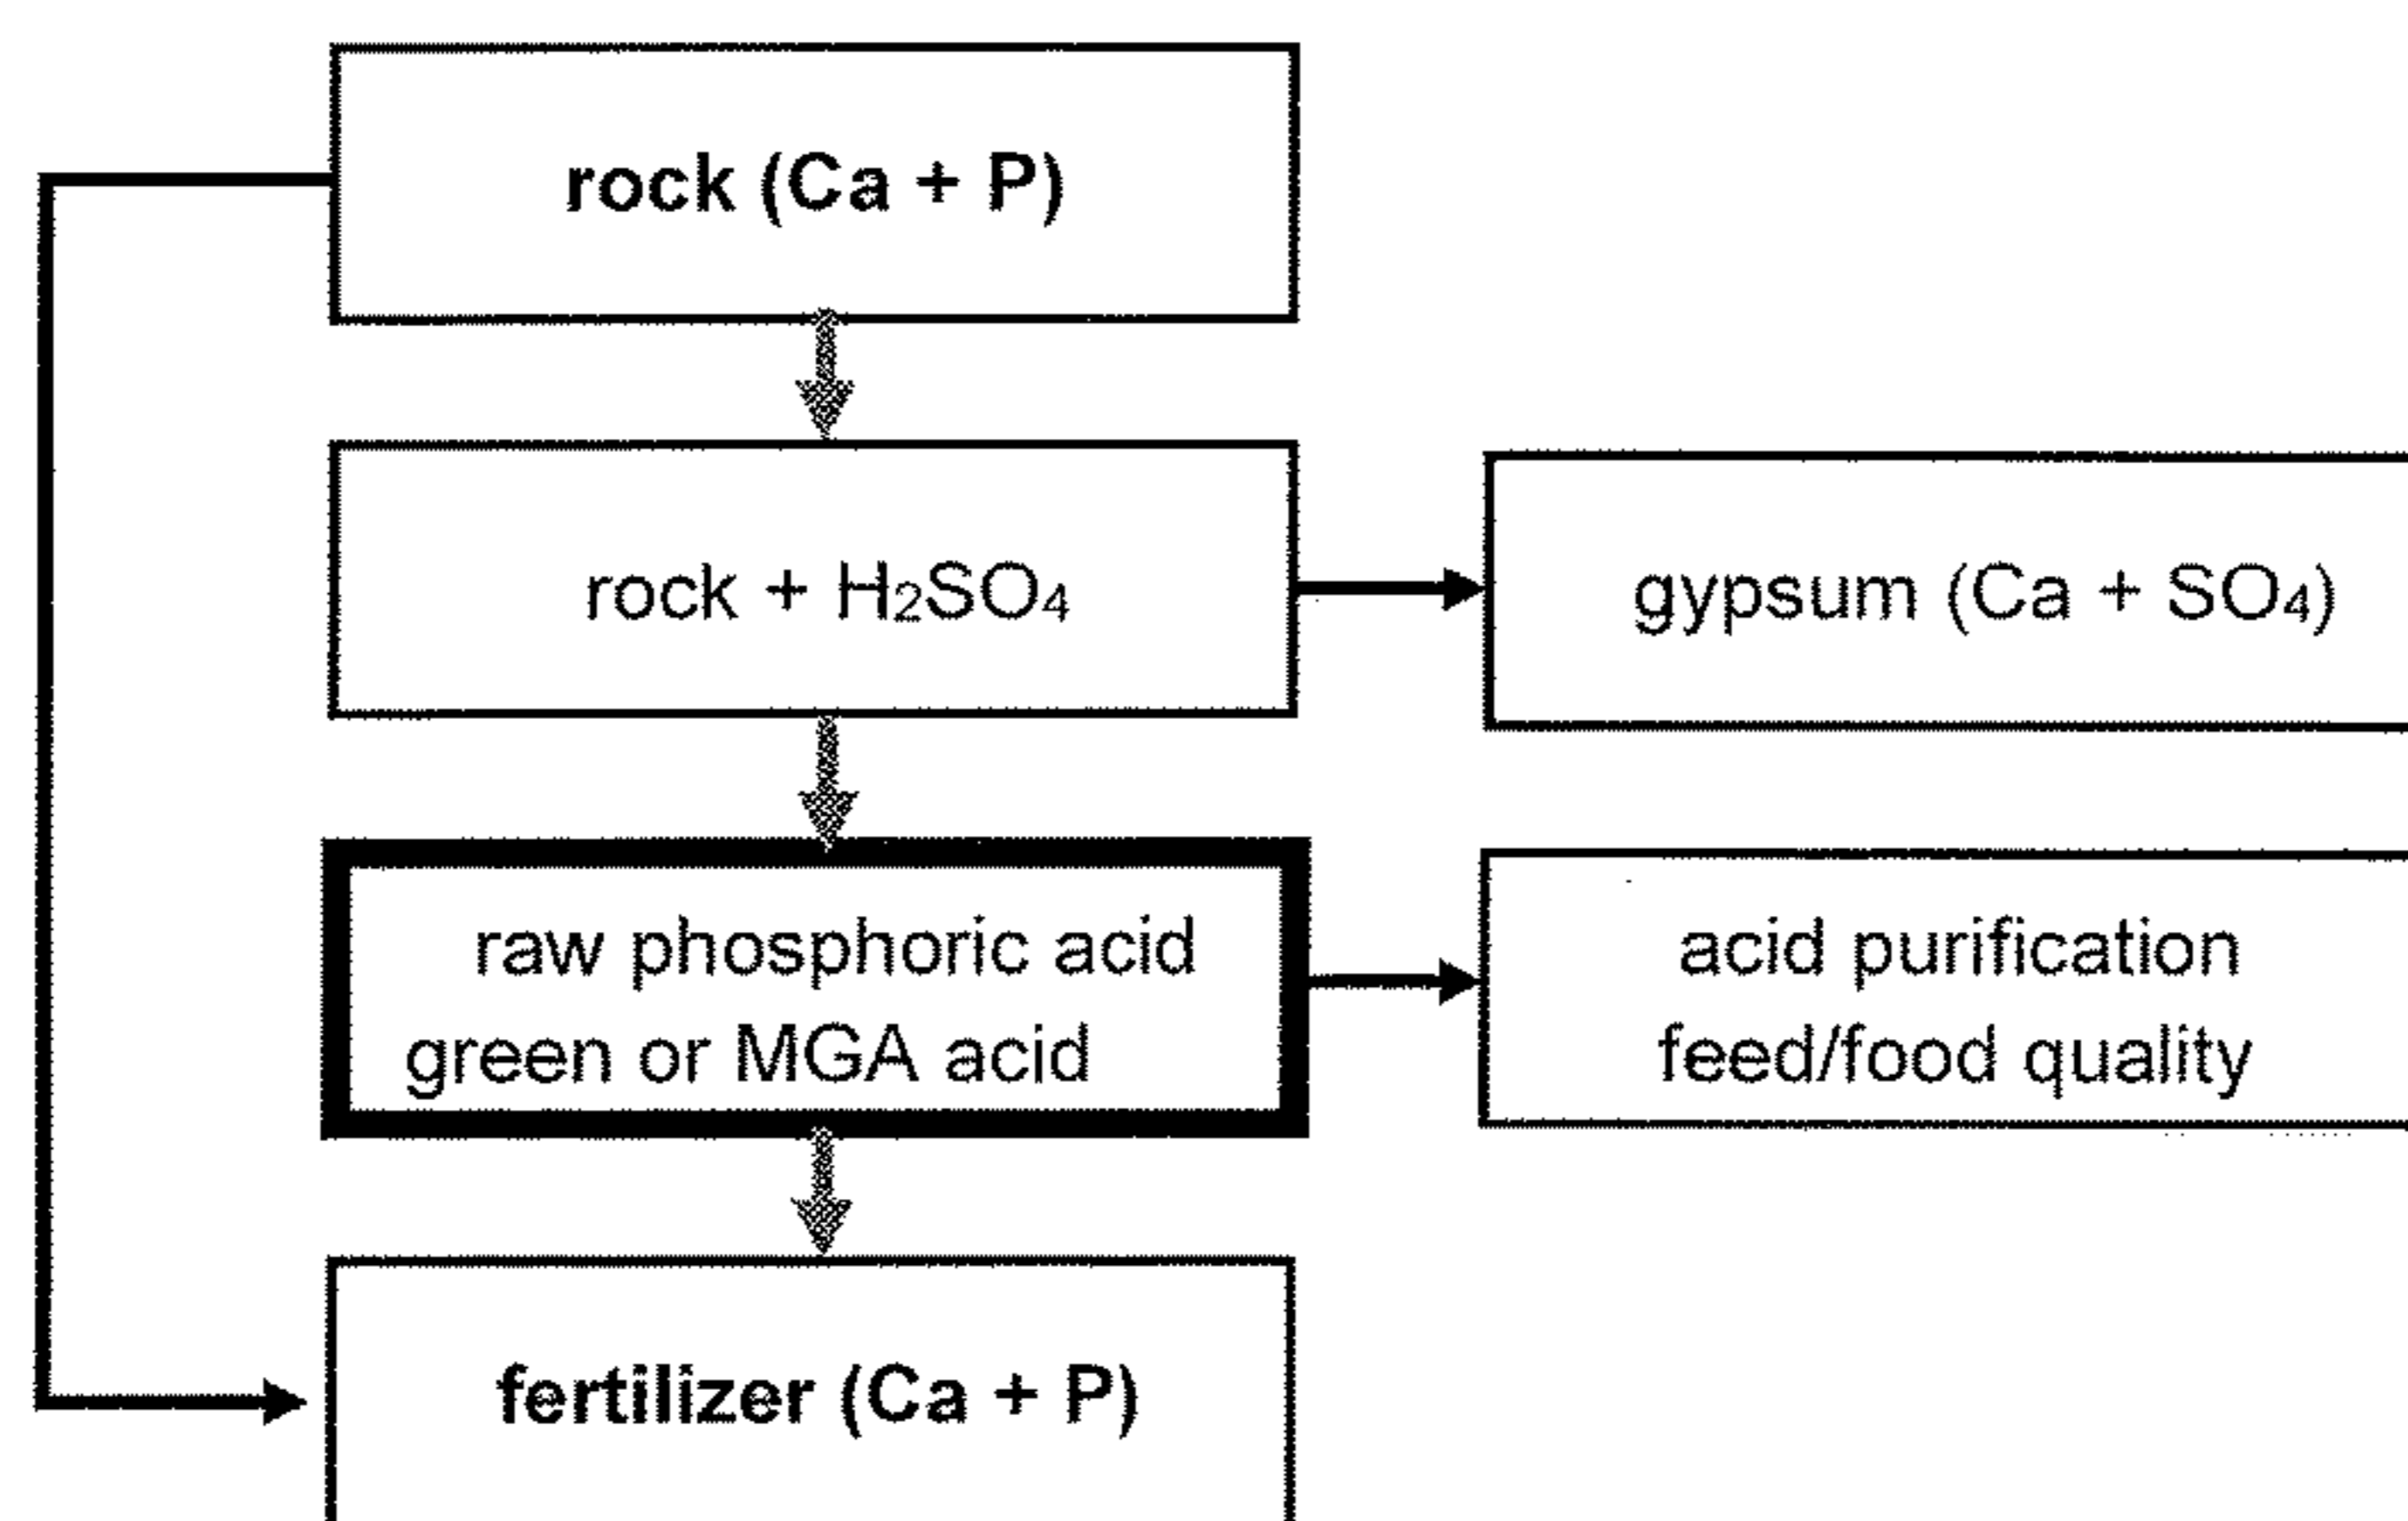 rock (Ca + P)
rock + H₂SO₄
gypsum (Ca + SO₄)
raw phosphoric acid
green or MGA acid
acid purification
feed/food quality
fertilizer (Ca + P)